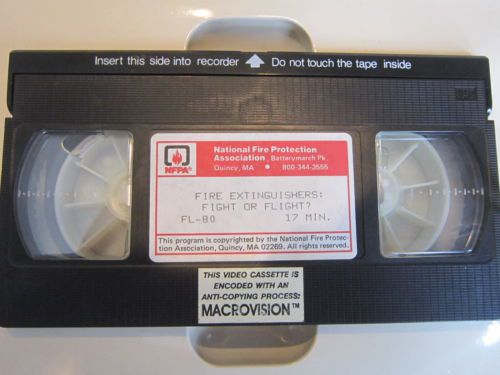 Insert this side into recorder Do not touch the tape inside
NFPA®
National Fire Protection
Association, Batterymarch Pk.
Quincy, MA • 800 344-3555
FIRE EXTINGUISHERS:
FIGHT OR FLIGHT?
FL-80 17 MIN.
This program is copyrighted by the National Fire Protec-
tion Association, Quincy, MA 02269. All rights reserved.
THIS VIDEO CASSETTE IS
ENCODED WITH AN
ANTI-COPYING PROCESS:
MACROVISION™